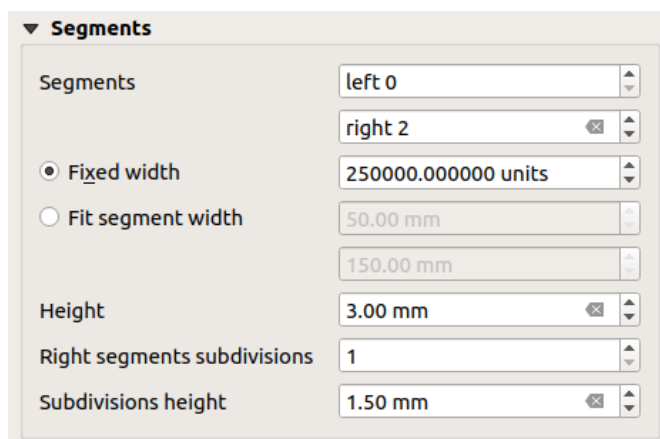 Segments
Segments left 0
right 2
Fixed width 250000.000000 units
Fit segment width 50.00 mm
150.00 mm
Height 3.00 mm
Right segments subdivisions 1
Subdivisions height 1.50 mm